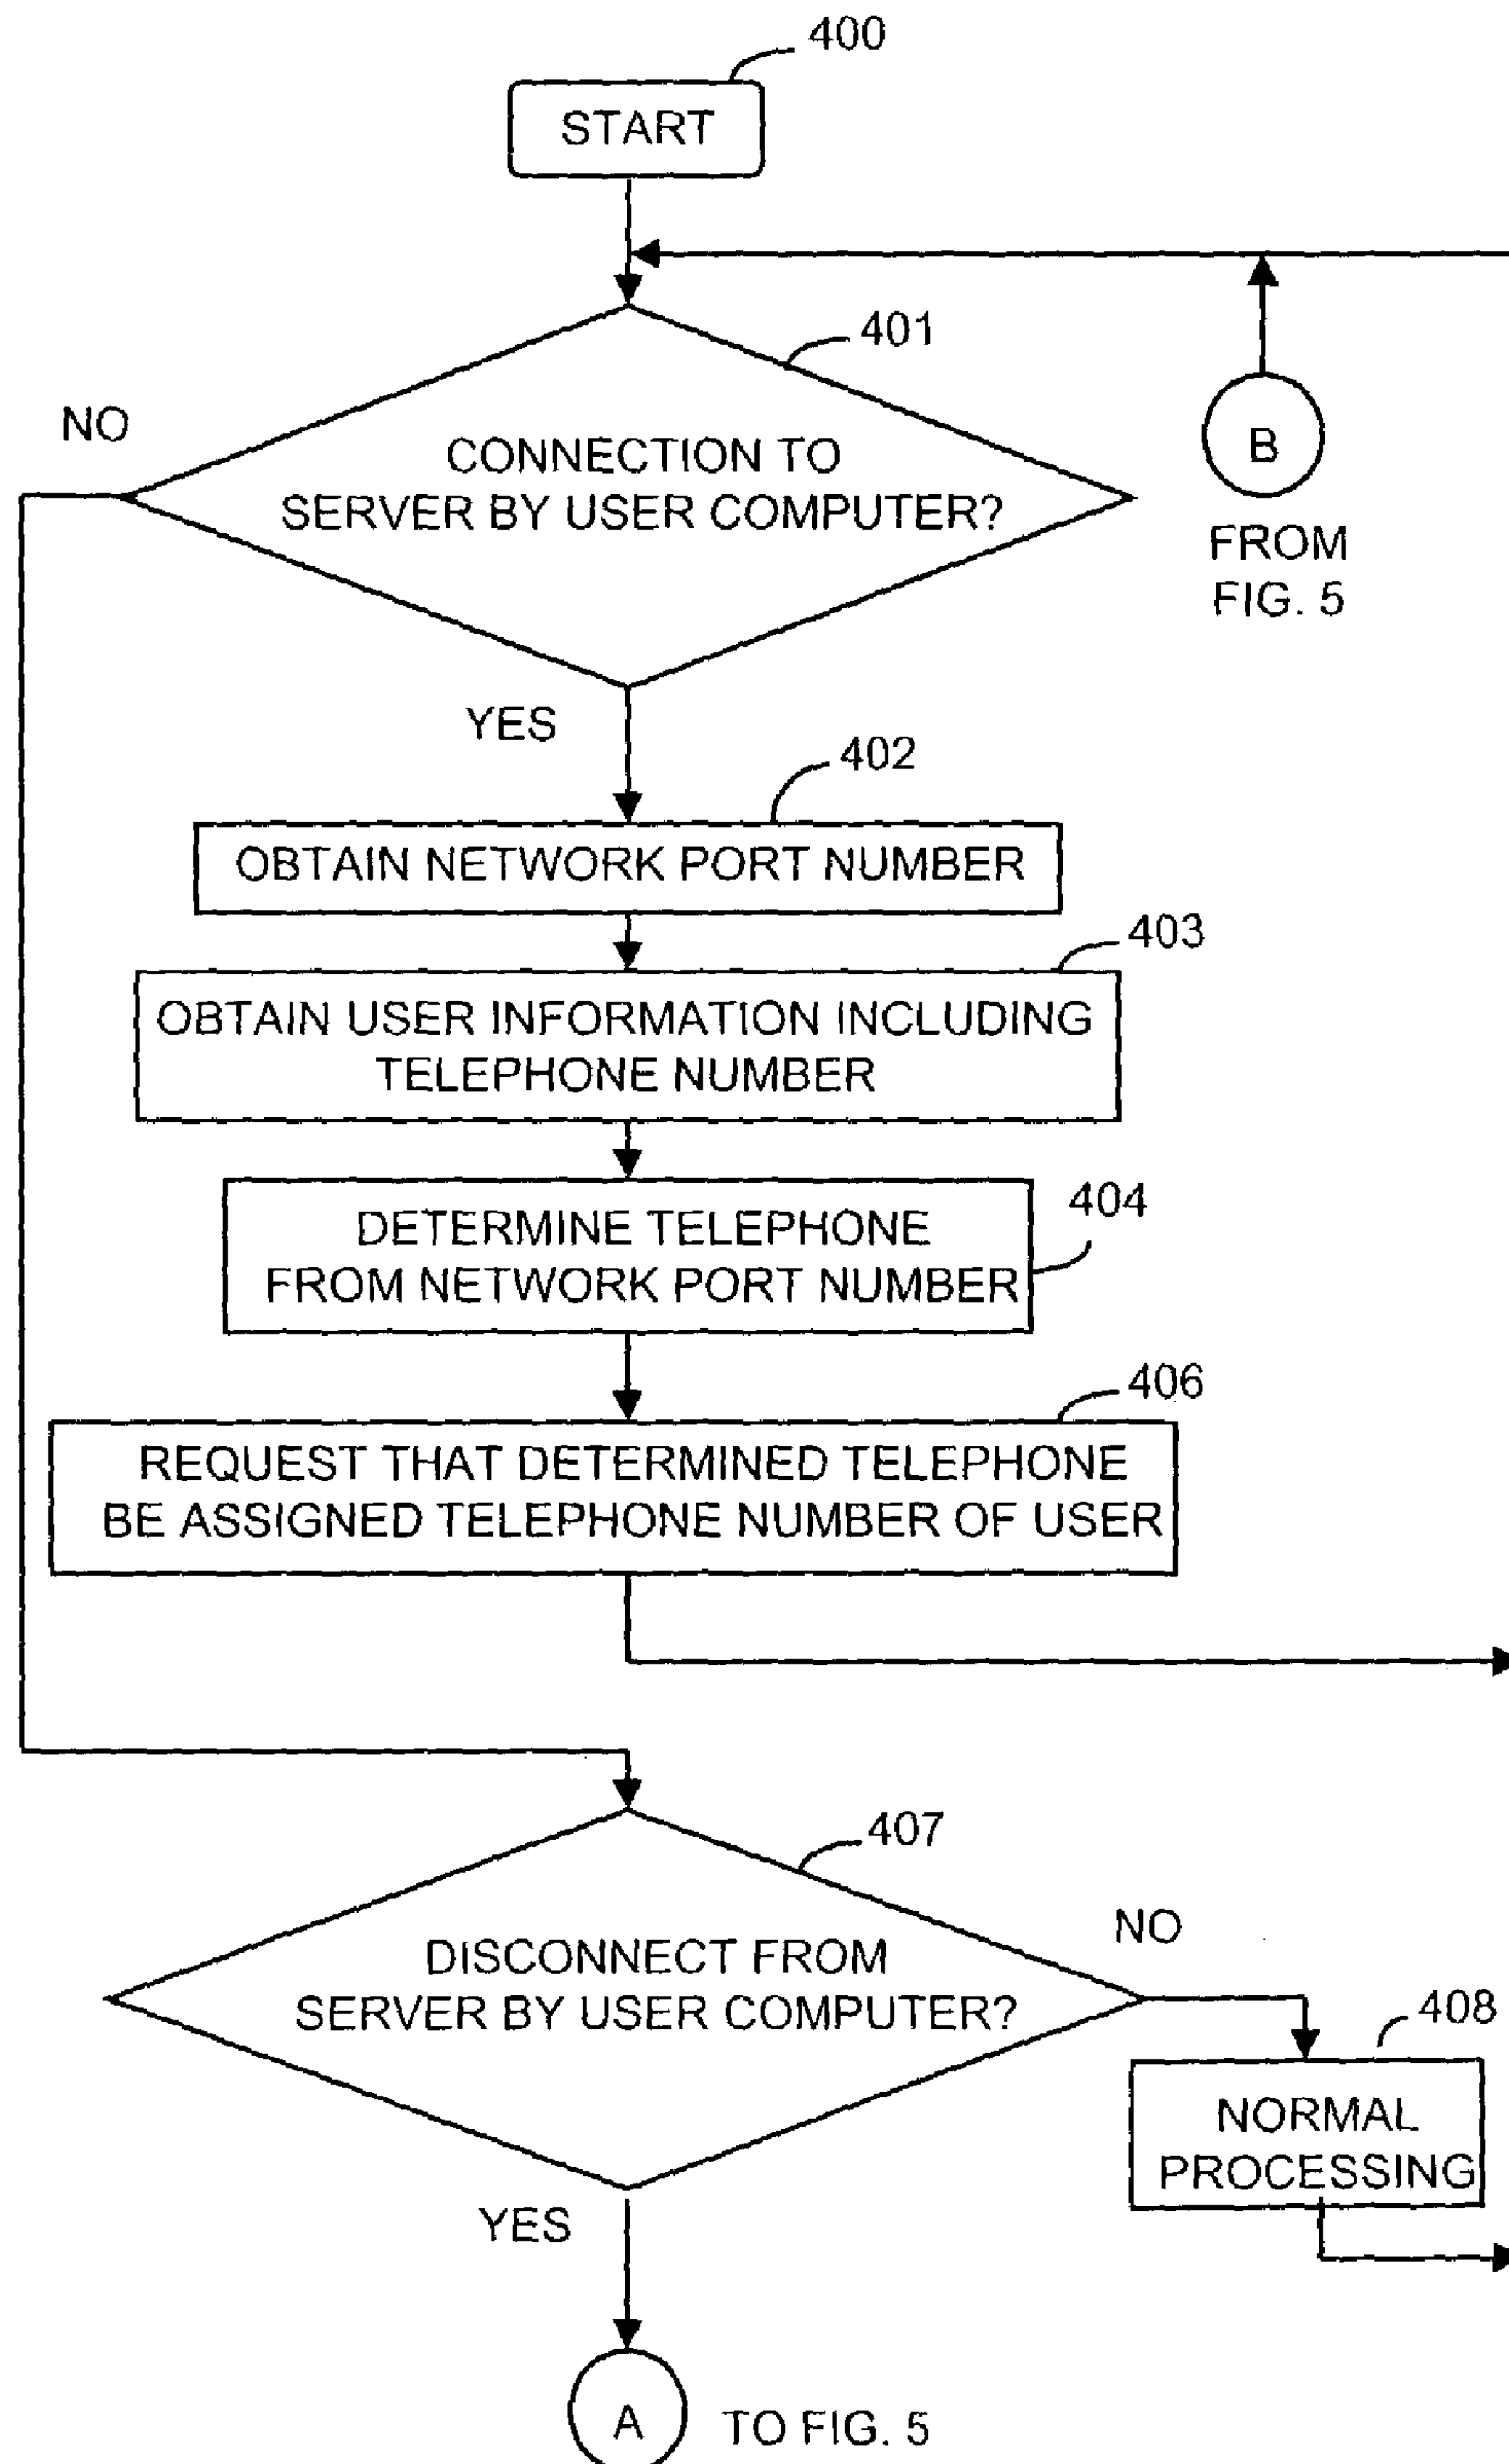 400
START
401
NO
CONNECTION TO
SERVER BY USER COMPUTER?
B
FROM
FIG. 5
YES
402
OBTAIN NETWORK PORT NUMBER
403
OBTAIN USER INFORMATION INCLUDING
TELEPHONE NUMBER
404
DETERMINE TELEPHONE
FROM NETWORK PORT NUMBER
406
REQUEST THAT DETERMINED TELEPHONE
BE ASSIGNED TELEPHONE NUMBER OF USER
407
NO
DISCONNECT FROM
SERVER BY USER COMPUTER?
408
NORMAL
PROCESSING
YES
A TO FIG. 5